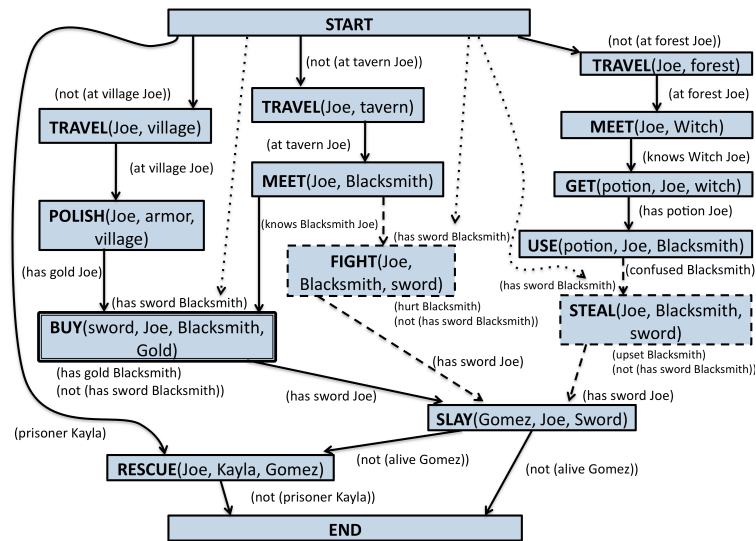 START
(not (at forest Joe))
(not (at tavern Joe))
TRAVEL(Joe, forest)
(not (at village Joe))
(at forest Joe)
TRAVEL(Joe, tavern)
TRAVEL(Joe, village)
MEET(Joe, Witch)
(at tavern Joe)
(knows Witch Joe)
(at village Joe)
MEET(Joe, Blacksmith)
GET(potion, Joe, witch)
POLISH(Joe, armor,
village)
(knows Blacksmith Joe)
(has potion Joe)
(has sword Blacksmith)
USE(potion, Joe, Blacksmith)
FIGHT(Joe,
Blacksmith, sword)
(has gold Joe)
(confused Blacksmith)
(has sword Blacksmith)
(has sword Blacksmith)
(hurt Blacksmith)
(not (has sword Blacksmith))
STEAL(Joe, Blacksmith,
sword)
BUY(sword, Joe, Blacksmith,
Gold)
(upset Blacksmith)
(not (has sword Blacksmith))
(has sword Joe)
(has gold Blacksmith)
(not (has sword Blacksmith))
(has sword Joe)
(has sword Joe)
SLAY(Gomez, Joe, Sword)
(prisoner Kayla)
(not (alive Gomez))
(not (alive Gomez))
RESCUE(Joe, Kayla, Gomez)
(not (prisoner Kayla))
END